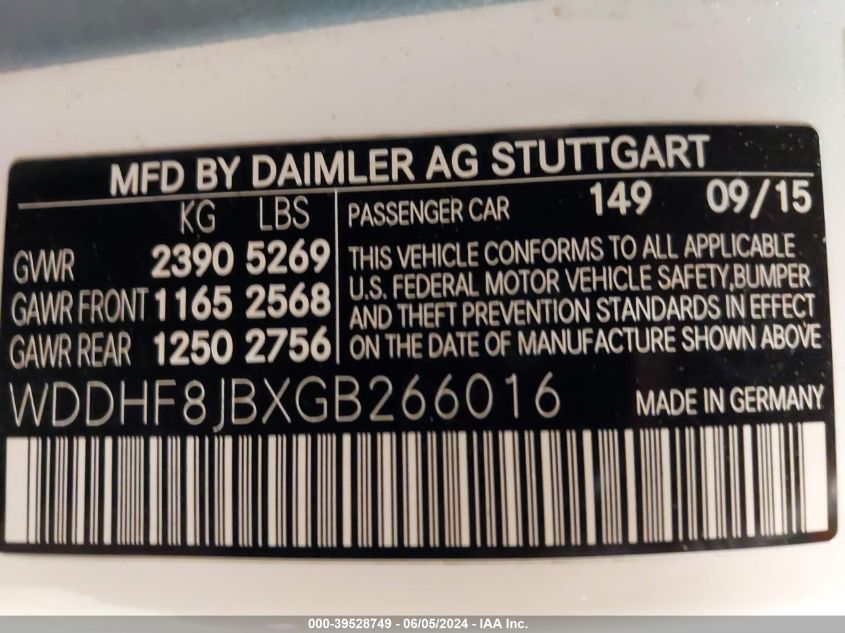 MFD BY DAIMLER AG STUTTGART
KG LBS
GVWR 2390 5269
GAWR FRONT 1165 2568
GAWR REAR 1250 2756
PASSENGER CAR 149 09/15
THIS VEHICLE CONFORMS TO ALL APPLICABLE
U.S. FEDERAL MOTOR VEHICLE SAFETY,BUMPER
AND THEFT PREVENTION STANDARDS IN EFFECT
ON THE DATE OF MANUFACTURE SHOWN ABOVE
WDDHF8JBXGB266016 MADE IN GERMANY
000-39528749 - 06/05/2024 - IAA Inc.